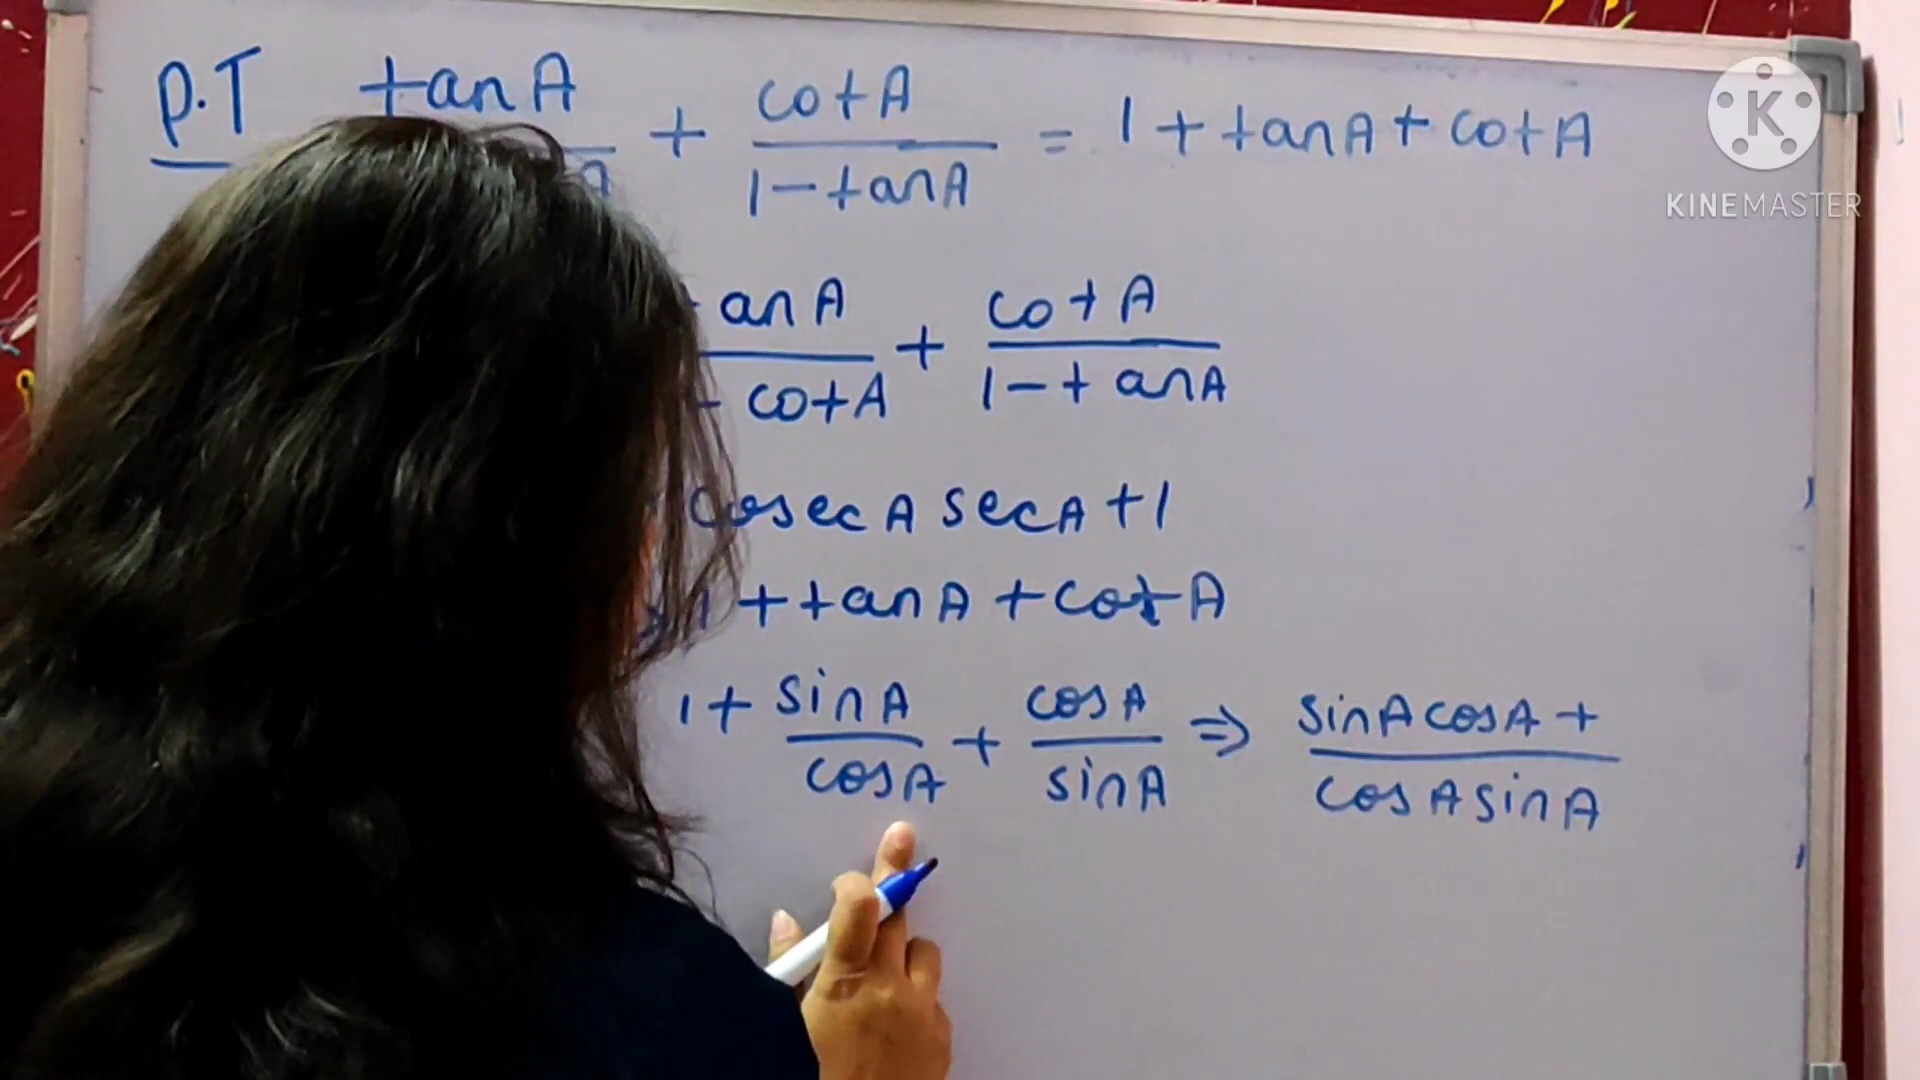 P.T tanA + cotA = 1 + tanA + cotA
1 - tanA
anA + cotA
cotA 1 - tanA
cosecA secA + 1
1 + tanA + cotA
1 + sinA + cosA ⇒ sinAcosA +
cosA sinA cosAsinA
K
KINEMASTER